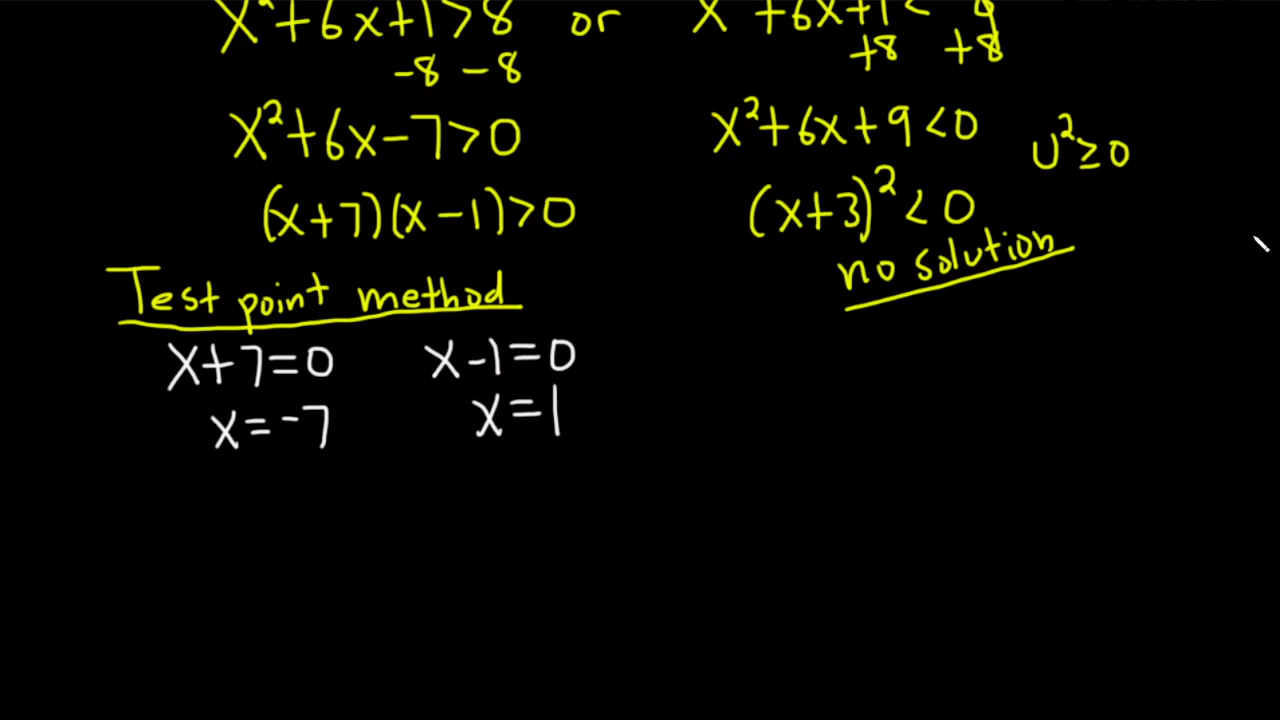 x²+6x+1>8 or x²+6x+1<
-8 -8 +8 +8
x²+6x-7>0 x²+6x+9<0 u²≥0
(x+7)(x-1)>0 (x+3)²<0
no solution
Test point method
x+7=0 x-1=0
x=-7 x=1